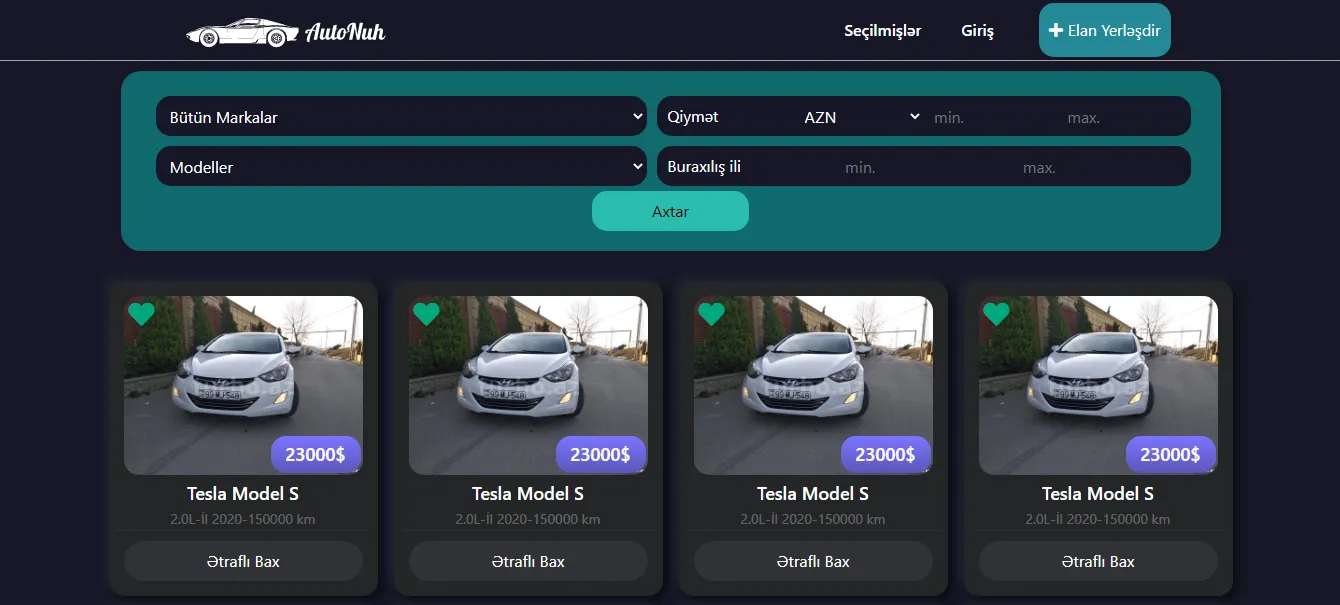 AutoNuh
Seçilmişlər Giriş + Elan Yerləşdir
Bütün Markalar Qiymət AZN min. max.
Modeller Buraxılış ili min. max.
Axtar
23000$ 23000$ 23000$ 23000$
Tesla Model S Tesla Model S Tesla Model S Tesla Model S
2.0L-İl 2020-150000 km 2.0L-İl 2020-150000 km 2.0L-İl 2020-150000 km 2.0L-İl 2020-150000 km
Ətraflı Bax Ətraflı Bax Ətraflı Bax Ətraflı Bax